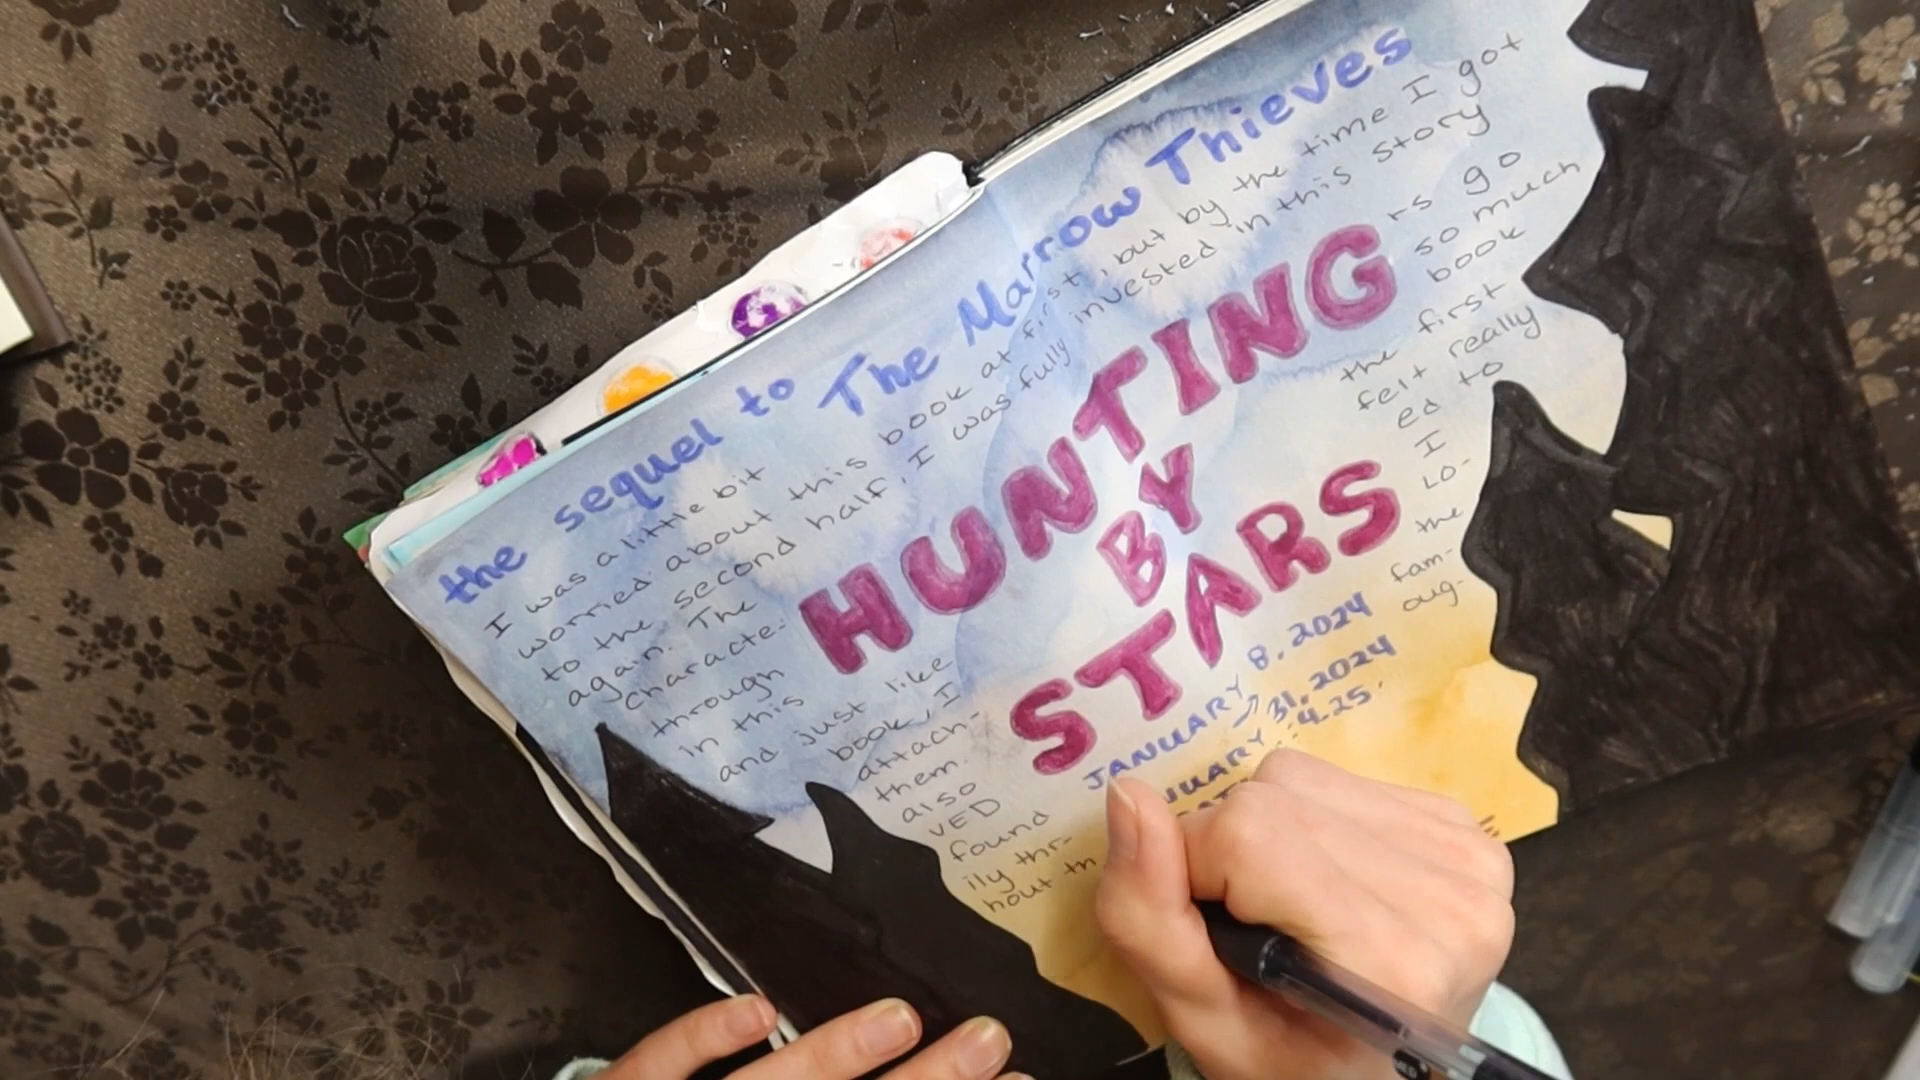 the sequel to The Marrow Thieves
I was a little bit
worried about this book at first, but by the time I got
to the second half, I was fully invested in this story
again. The
characte- rs go
through so much
in this book
and just like the first
book, I felt really
attach- ed to
them. I
also LO-
VED the
found fam-
ily thr- oug-
hout th
HUNTING
BY
STARS
JANUARY 8, 2024
NUARY 31, 2024
: 4.25